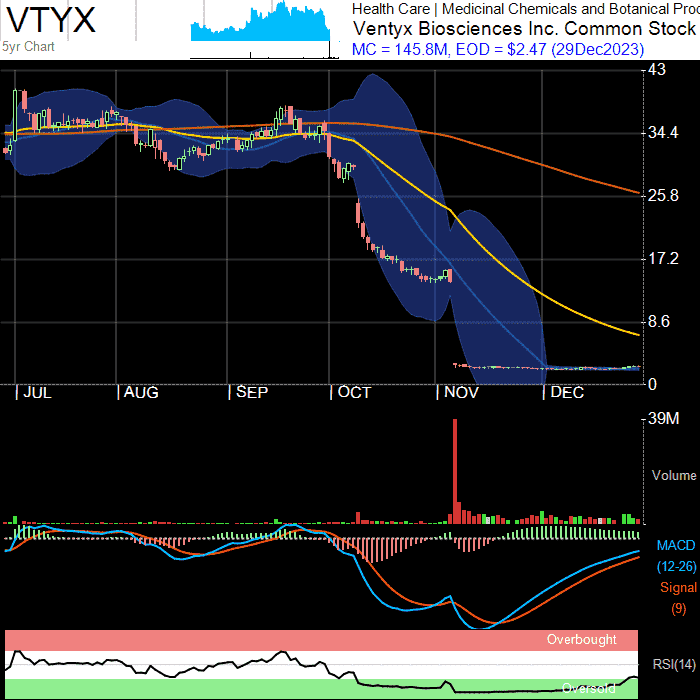 VTYX
5yr Chart
Health Care | Medicinal Chemicals and Botanical Proc
Ventyx Biosciences Inc. Common Stock
MC = 145.8M, EOD = $2.47 (29Dec2023)
43
34.4
25.8
17.2
8.6
0
JUL AUG SEP OCT NOV DEC
39M
Volume
MACD
(12-26)
Signal
(9)
Overbought
RSI(14)
Oversold